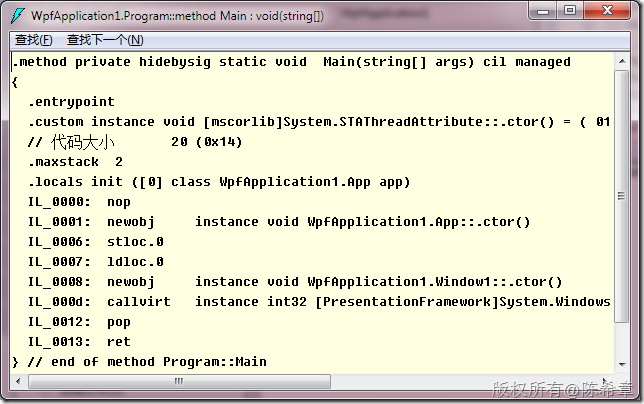 WpfApplication1.Program::method Main : void(string[])
查找(F) 查找下一个(N)
.method private hidebysig static void  Main(string[] args) cil managed
{
  .entrypoint
  .custom instance void [mscorlib]System.STAThreadAttribute::.ctor() = ( 01
  // 代码大小       20 (0x14)
  .maxstack  2
  .locals init ([0] class WpfApplication1.App app)
  IL_0000:  nop
  IL_0001:  newobj     instance void WpfApplication1.App::.ctor()
  IL_0006:  stloc.0
  IL_0007:  ldloc.0
  IL_0008:  newobj     instance void WpfApplication1.Window1::.ctor()
  IL_000d:  callvirt   instance int32 [PresentationFramework]System.Windows
  IL_0012:  pop
  IL_0013:  ret
} // end of method Program::Main
版权所有@陈希章